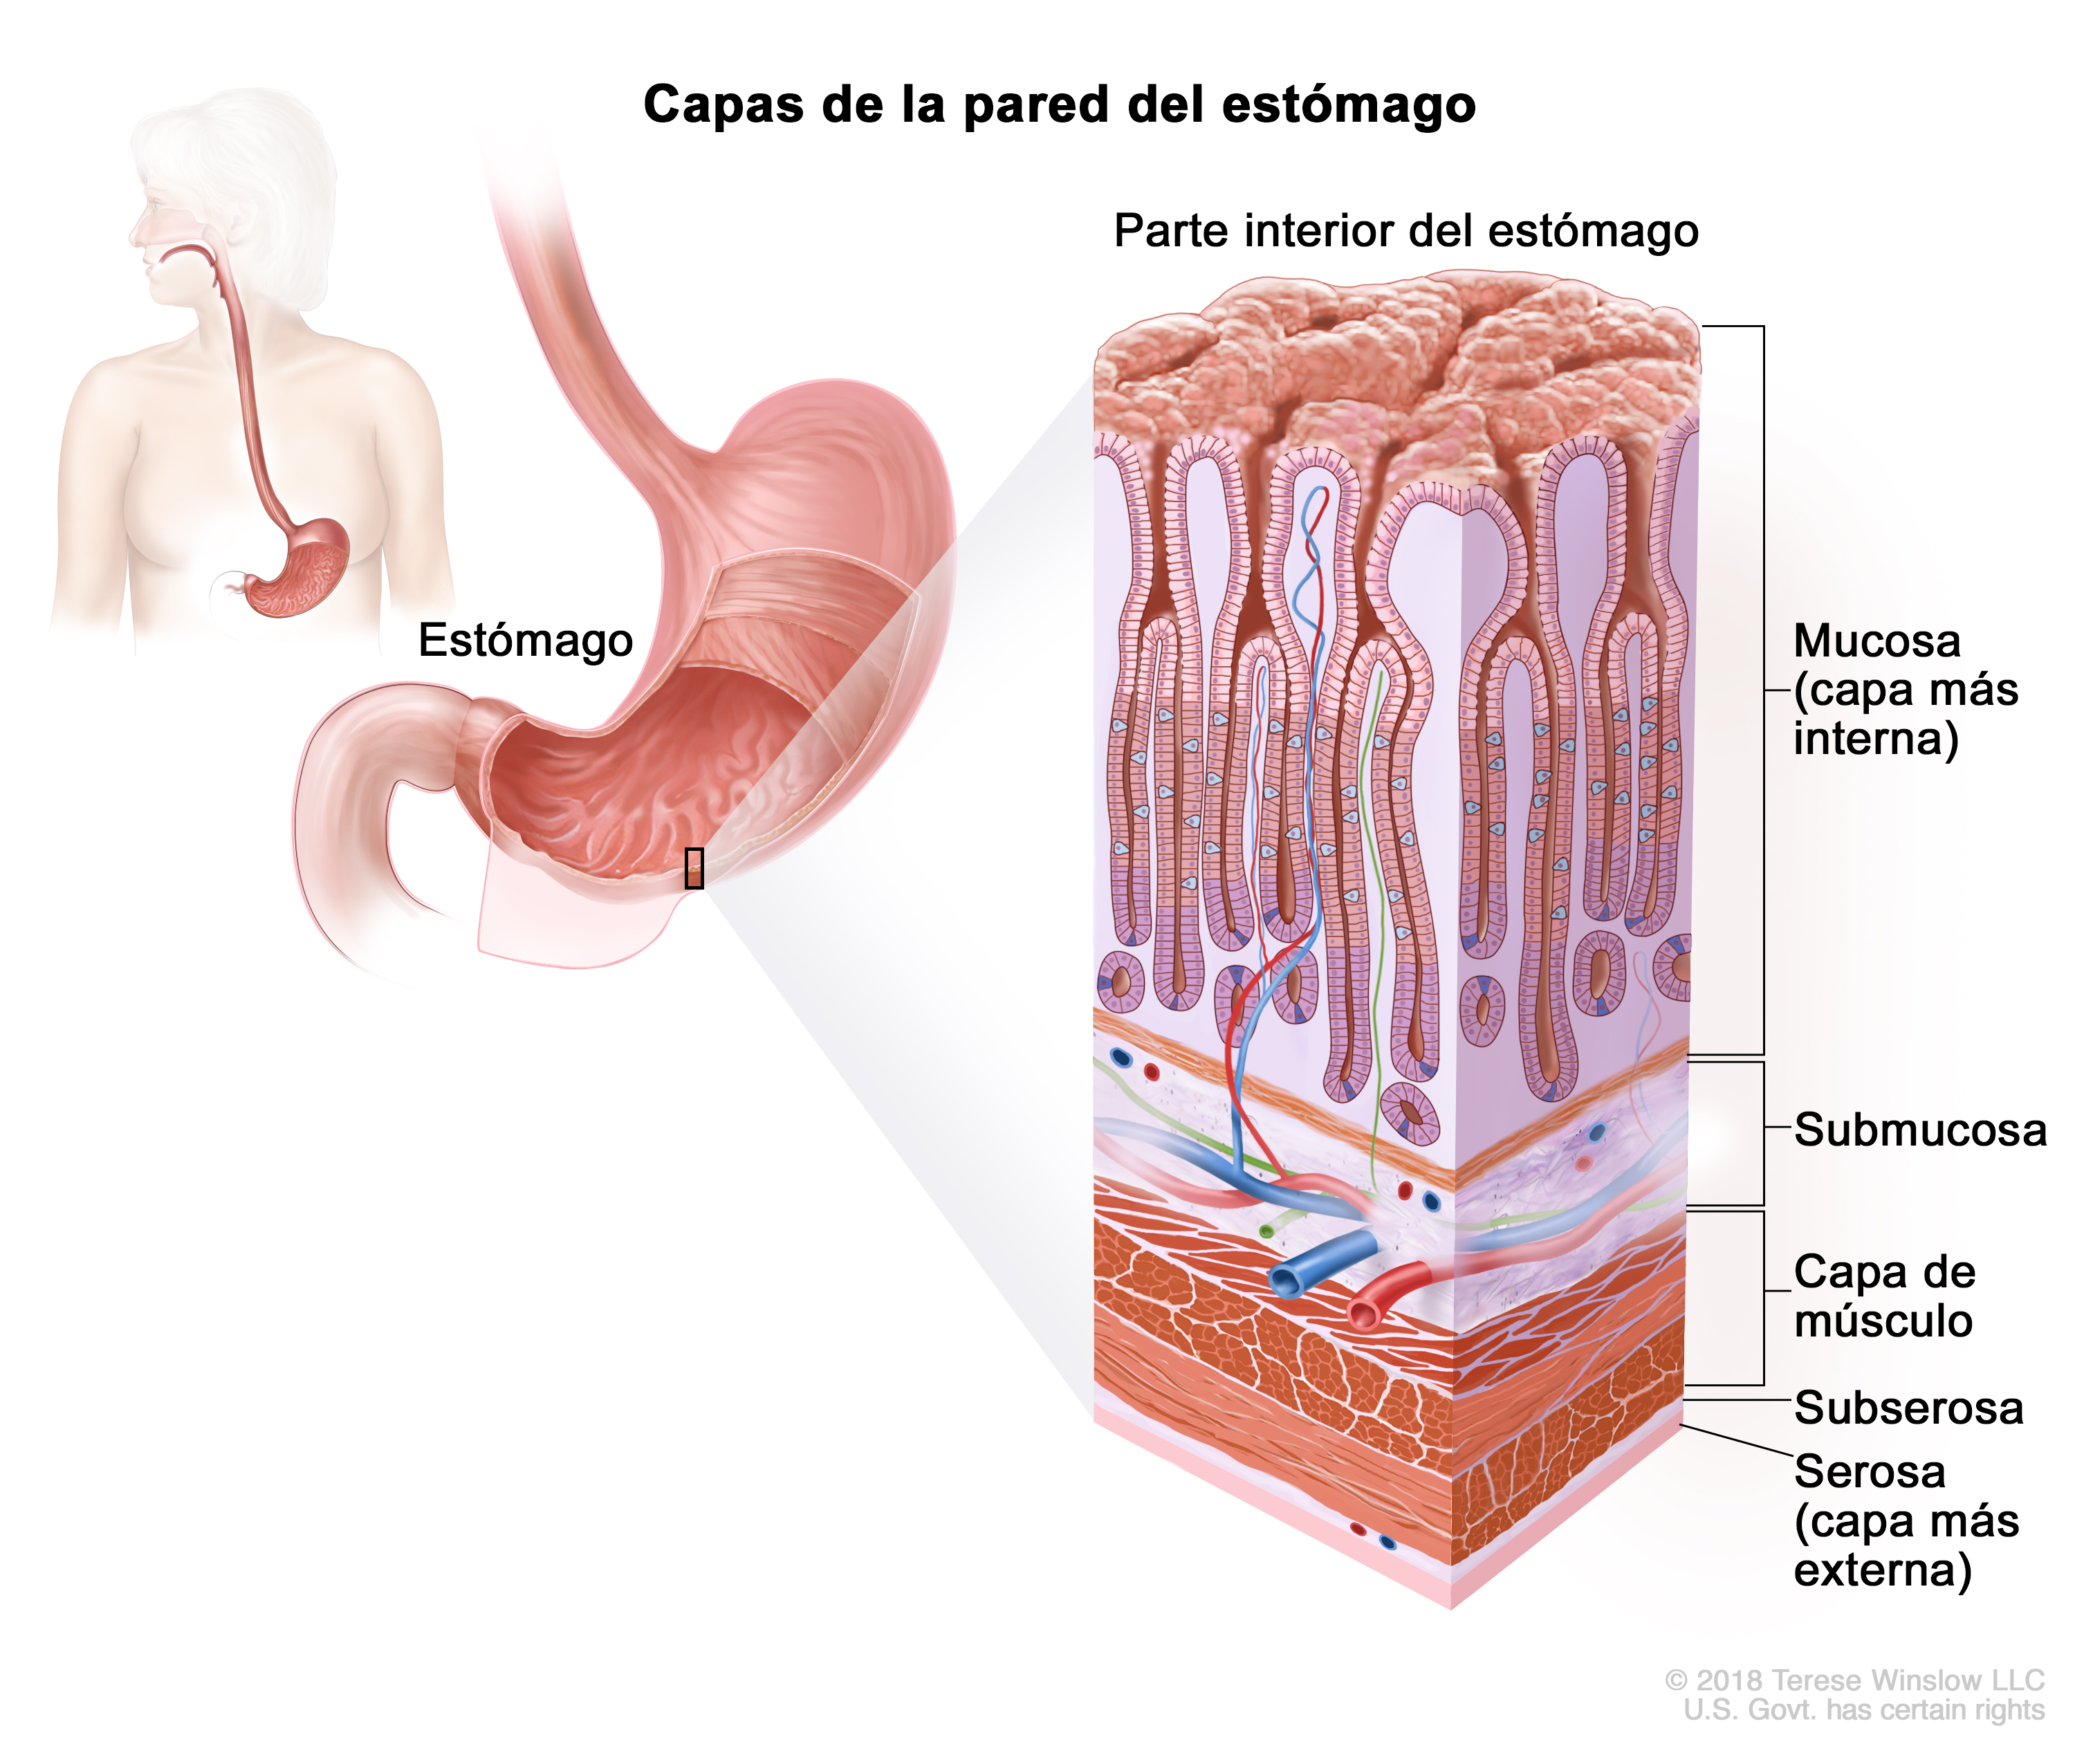 Capas de la pared del estómago
Parte interior del estómago
Estómago
Mucosa
(capa más
interna)
Submucosa
Capa de
músculo
Subserosa
Serosa
(capa más
externa)
© 2018 Terese Winslow LLC
U.S. Govt. has certain rights